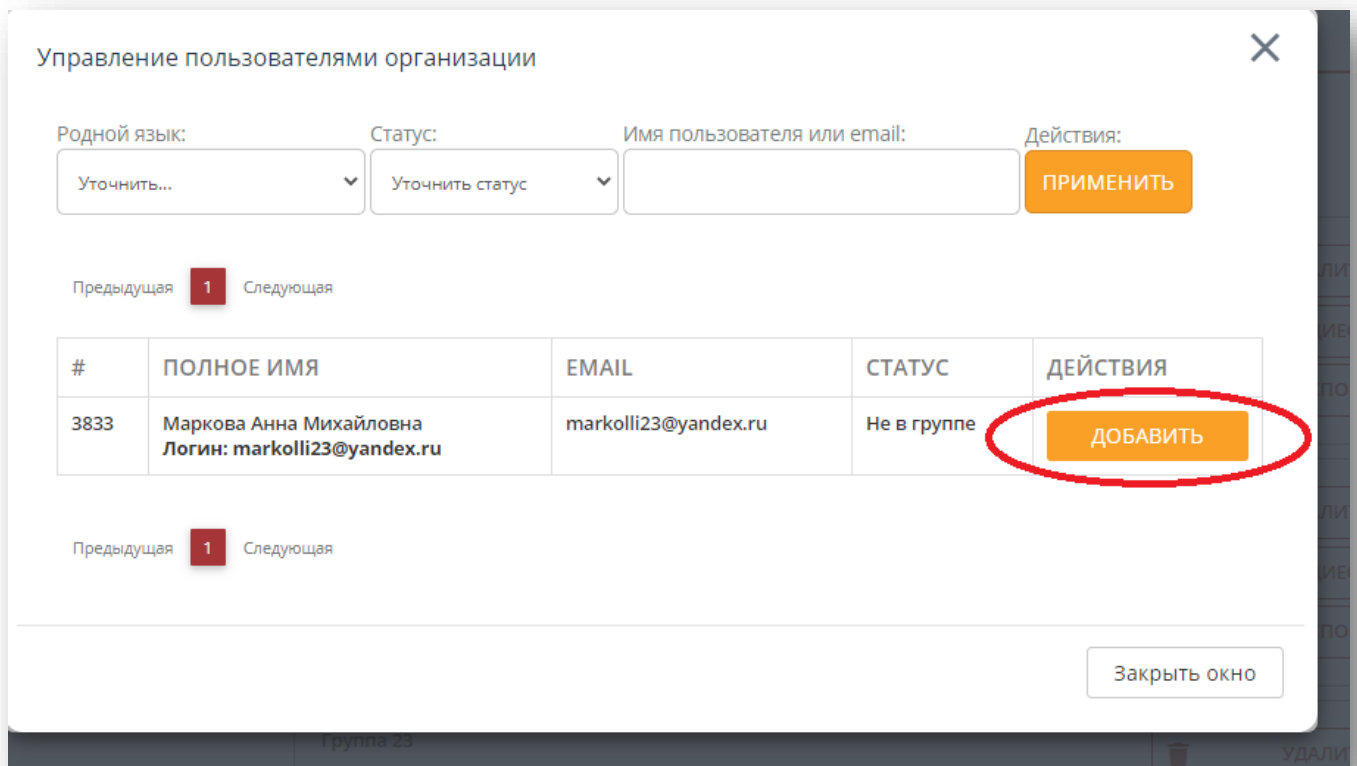 Управление пользователями организации
Родной язык: Статус: Имя пользователя или email: Действия:
Уточнить... Уточнить статус ПРИМЕНИТЬ
Предыдущая 1 Следующая
# ПОЛНОЕ ИМЯ EMAIL СТАТУС ДЕЙСТВИЯ
3833 Маркова Анна Михайловна markolli23@yandex.ru Не в группе ДОБАВИТЬ
Логин: markolli23@yandex.ru
Предыдущая 1 Следующая
Закрыть окно
Группа 23